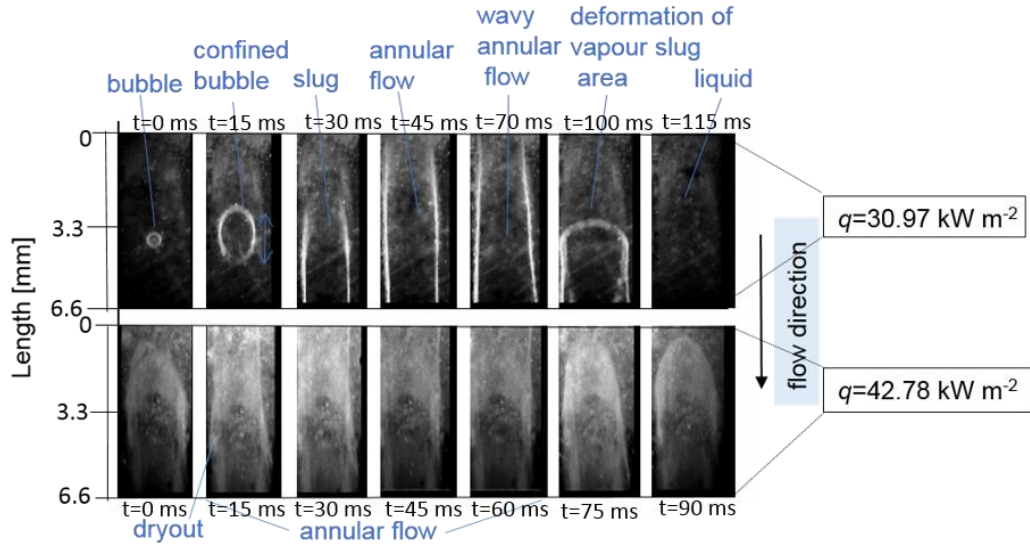 bubble
confined
bubble
slug
annular
flow
wavy
annular
flow
deformation of
vapour slug
area
liquid
t=0 ms
t=15 ms
t=30 ms
t=45 ms
t=70 ms
t=100 ms
t=115 ms
0
3.3
6.6
0
3.3
6.6
Length [mm]
q=30.97 kW m⁻²
flow direction
q=42.78 kW m⁻²
t=0 ms
t=15 ms
t=30 ms
t=45 ms
t=60 ms
t=75 ms
t=90 ms
dryout
annular flow